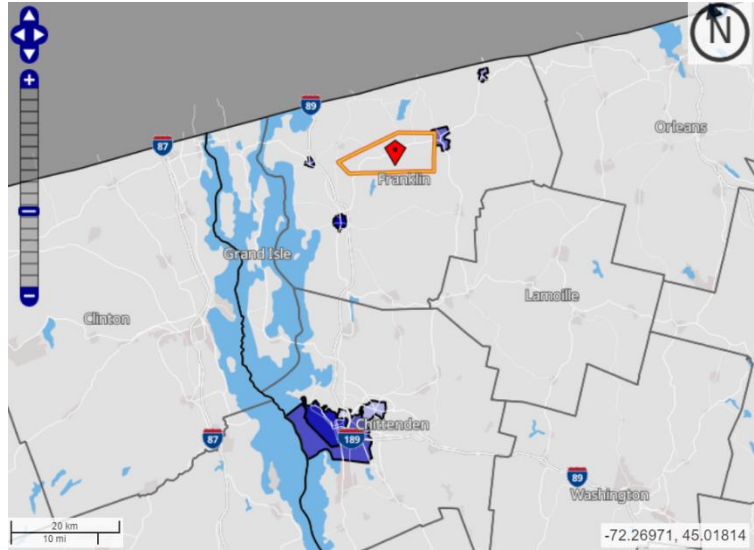 N
89
87
Orleans
Franklin
Grand Isle
Lamoille
Clinton
Chittenden
87
189
89
Washington
20 km
10 mi
-72.26971, 45.01814